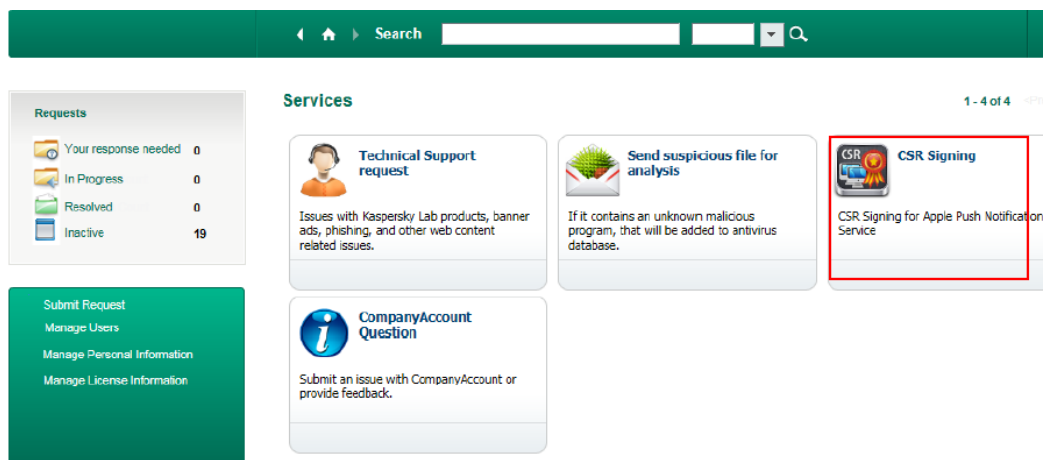 Search
Requests
Your response needed 0
In Progress 0
Resolved 0
Inactive 19
Submit Request
Manage Users
Manage Personal Information
Manage License Information
Services
1 - 4 of 4
Technical Support
request
Issues with Kaspersky Lab products, banner
ads, phishing, and other web content
related issues.
Send suspicious file for
analysis
If it contains an unknown malicious
program, that will be added to antivirus
database.
CSR
CSR Signing
CSR Signing for Apple Push Notification
Service
CompanyAccount
Question
Submit an issue with CompanyAccount or
provide feedback.